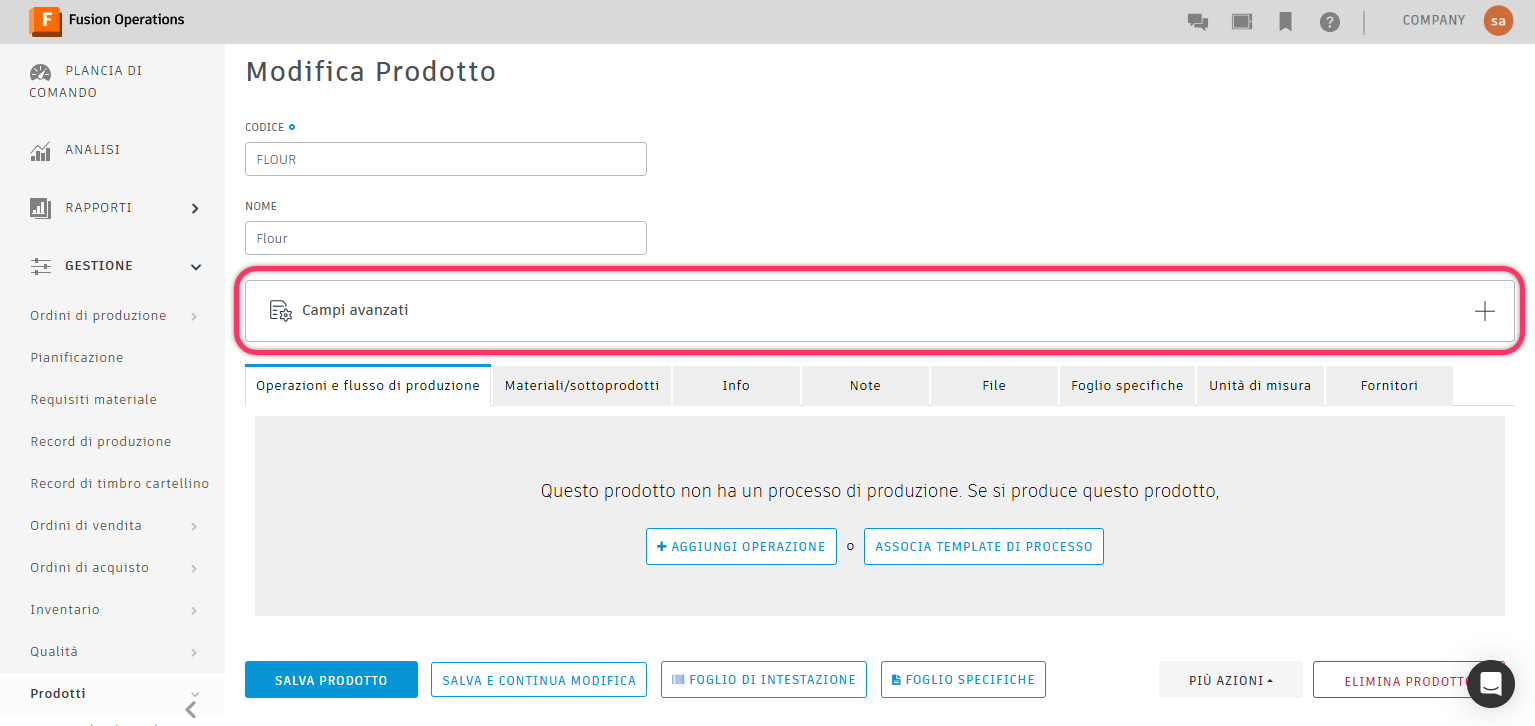 Fusion Operations
COMPANY
sa
PLANCIA DI
COMANDO
ANALISI
RAPPORTI
GESTIONE
Ordini di produzione
Pianificazione
Requisiti materiale
Record di produzione
Record di timbro cartellino
Ordini di vendita
Ordini di acquisto
Inventario
Qualità
Prodotti
Modifica Prodotto
CODICE
FLOUR
NOME
Flour
Campi avanzati
Operazioni e flusso di produzione Materiali/sottoprodotti Info Note File Foglio specifiche Unità di misura Fornitori
Questo prodotto non ha un processo di produzione. Se si produce questo prodotto,
+ AGGIUNGI OPERAZIONE o ASSOCIA TEMPLATE DI PROCESSO
SALVA PRODOTTO SALVA E CONTINUA MODIFICA FOGLIO DI INTESTAZIONE FOGLIO SPECIFICHE PIÙ AZIONI ELIMINA PRODOTTO